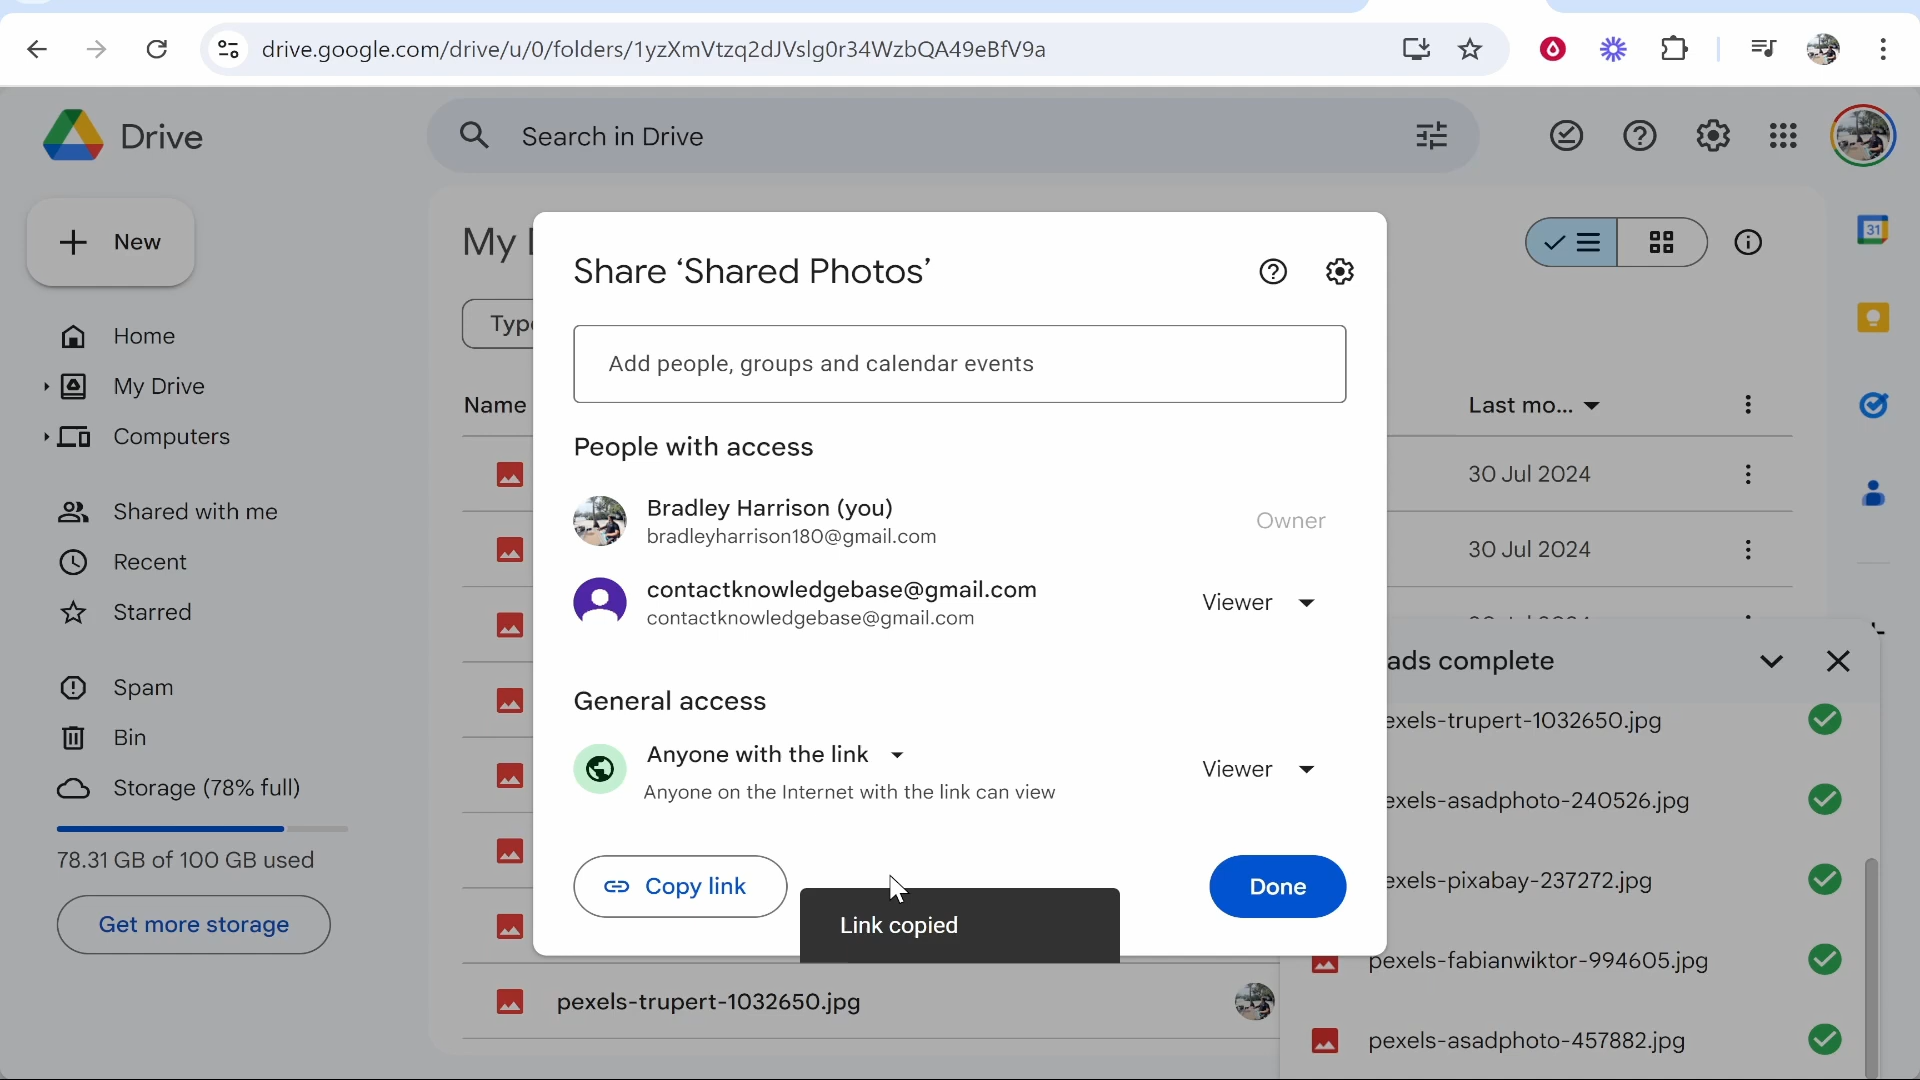 drive.google.com/drive/u/0/folders/1yzXmVtzq2dJVslg0r34WzbQA49eBfV9a
Drive
Search in Drive
New
Home
My Drive
Computers
Shared with me
Recent
Starred
Spam
Bin
Storage (78% full)
78.31 GB of 100 GB used
Get more storage
My D
Type
Name
Last mo...
30 Jul 2024
30 Jul 2024
pexels-trupert-1032650.jpg
Share ‘Shared Photos’
Add people, groups and calendar events
People with access
Bradley Harrison (you)
bradleyharrison180@gmail.com
Owner
contactknowledgebase@gmail.com
contactknowledgebase@gmail.com
Viewer
General access
Anyone with the link
Anyone on the Internet with the link can view
Viewer
Copy link
Done
Link copied
ads complete
exels-trupert-1032650.jpg
exels-asadphoto-240526.jpg
exels-pixabay-237272.jpg
pexels-fabianwiktor-994605.jpg
pexels-asadphoto-457882.jpg
31